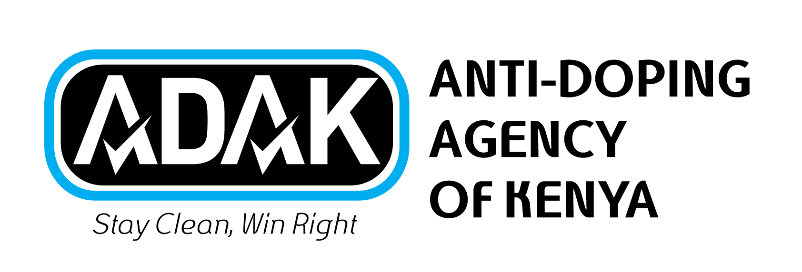 ADAK
Stay Clean, Win Right
ANTI-DOPING
AGENCY
OF KENYA